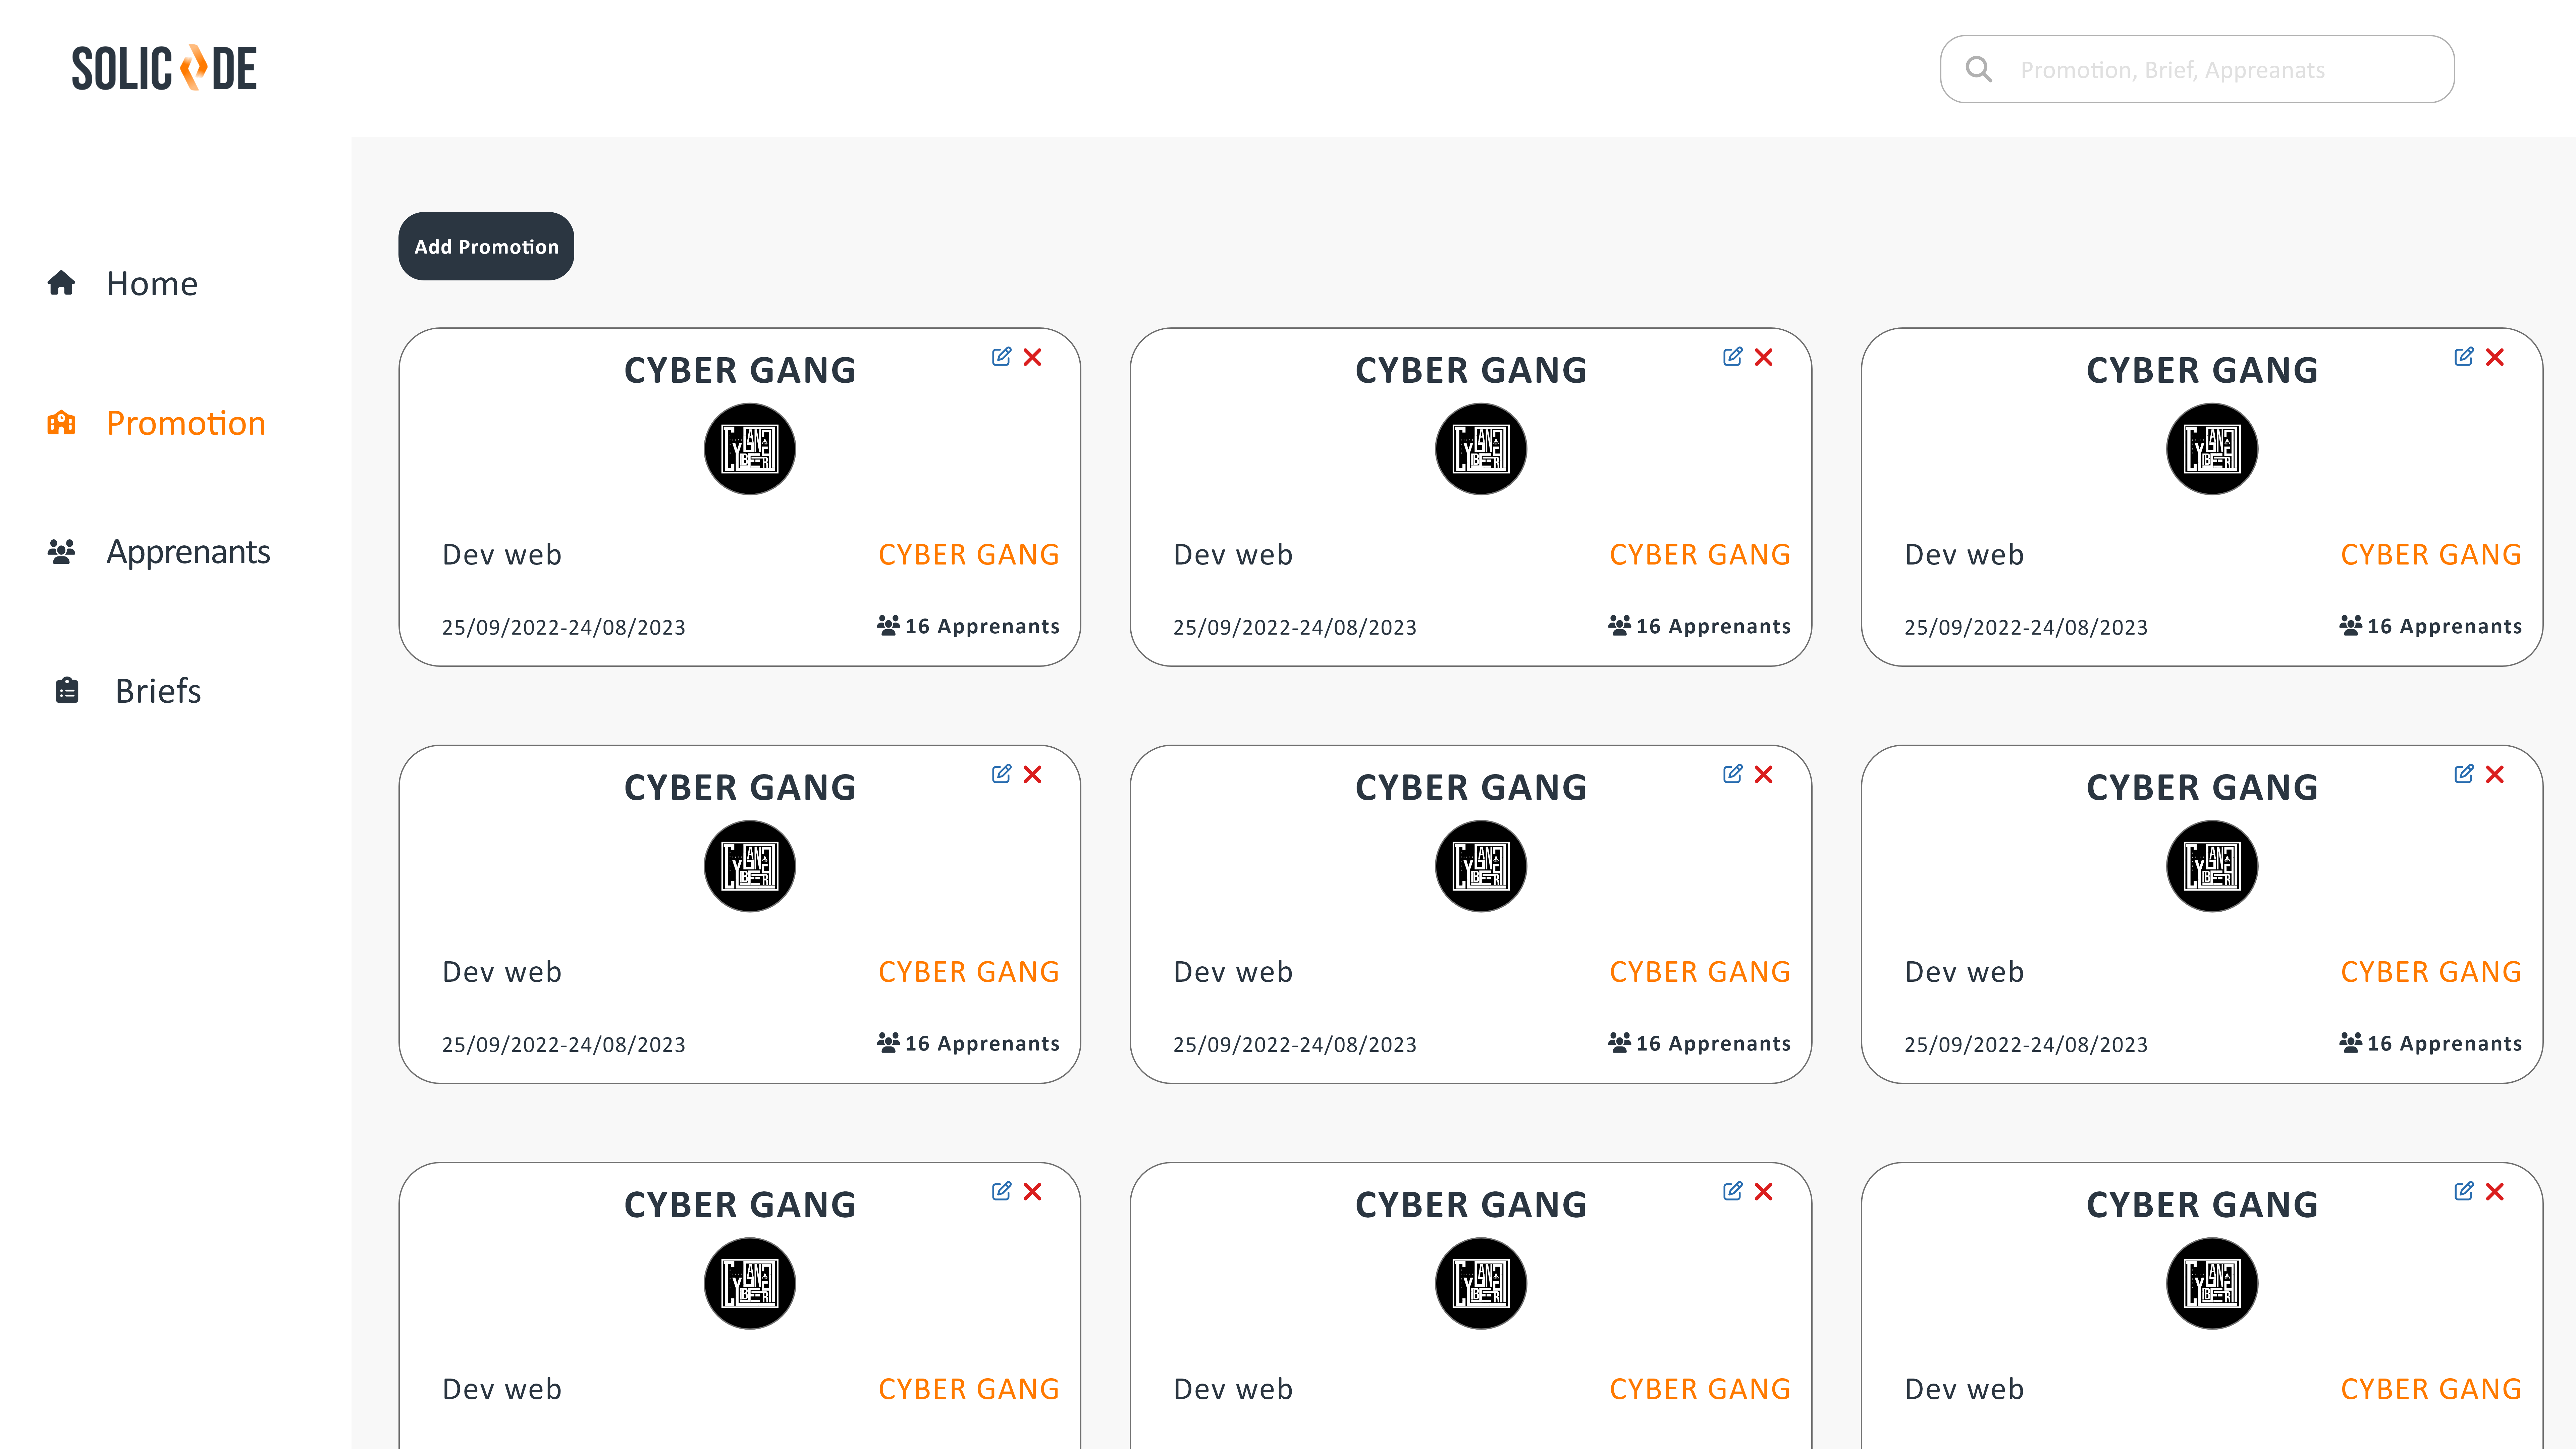 SOLICODE
Promotion, Brief, Appreanats
Home
Promotion
Apprenants
Briefs
Add Promotion
CYBER GANG
Dev web
CYBER GANG
25/09/2022-24/08/2023
16 Apprenants
CYBER GANG
Dev web
CYBER GANG
25/09/2022-24/08/2023
16 Apprenants
CYBER GANG
Dev web
CYBER GANG
25/09/2022-24/08/2023
16 Apprenants
CYBER GANG
Dev web
CYBER GANG
25/09/2022-24/08/2023
16 Apprenants
CYBER GANG
Dev web
CYBER GANG
25/09/2022-24/08/2023
16 Apprenants
CYBER GANG
Dev web
CYBER GANG
25/09/2022-24/08/2023
16 Apprenants
CYBER GANG
Dev web
CYBER GANG
CYBER GANG
Dev web
CYBER GANG
CYBER GANG
Dev web
CYBER GANG